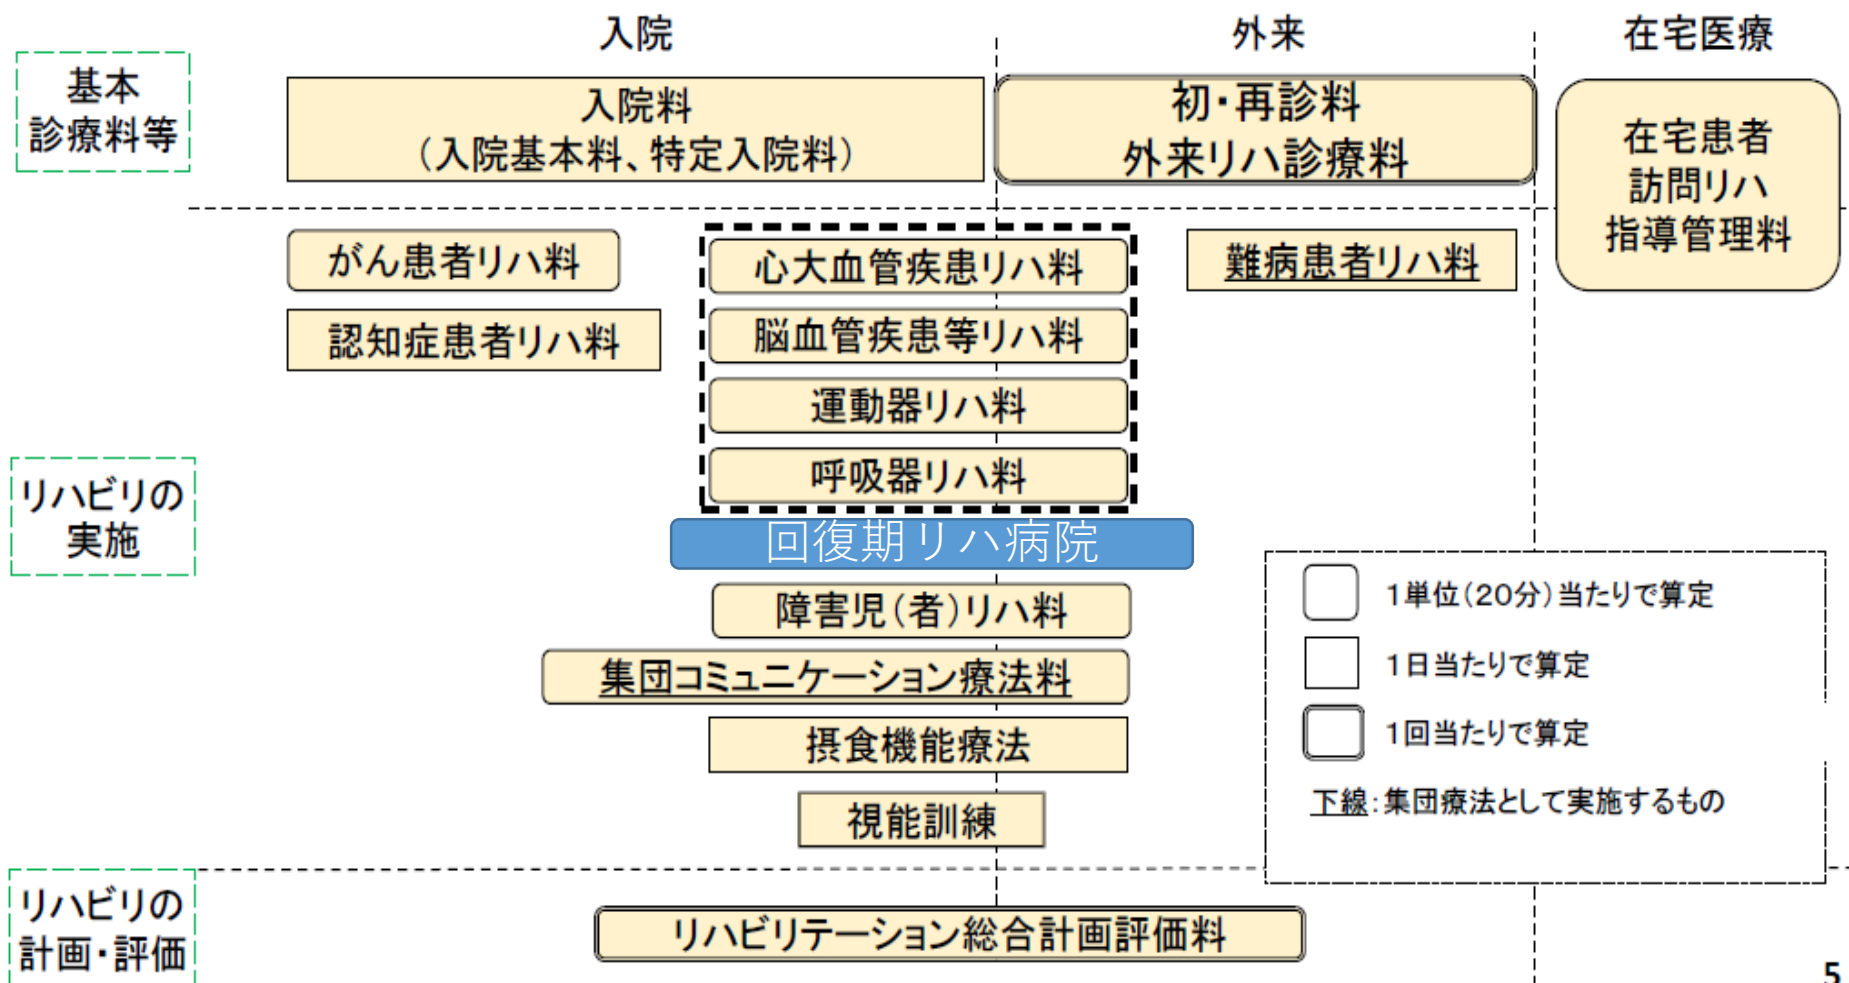 入院
外来
在宅医療
基本
診療料等
入院料
(入院基本料、特定入院料)
初・再診料
外来リハ診療料
在宅患者
訪問リハ
指導管理料
がん患者リハ料
認知症患者リハ料
心大血管疾患リハ料
脳血管疾患等リハ料
運動器リハ料
呼吸器リハ料
難病患者リハ料
リハビリの
実施
回復期リハ病院
障害児(者)リハ料
集団コミュニケーション療法料
摂食機能療法
視能訓練
1単位(20分)当たりで算定
1日当たりで算定
1回当たりで算定
下線:集団療法として実施するもの
リハビリの
計画・評価
リハビリテーション総合計画評価料
5